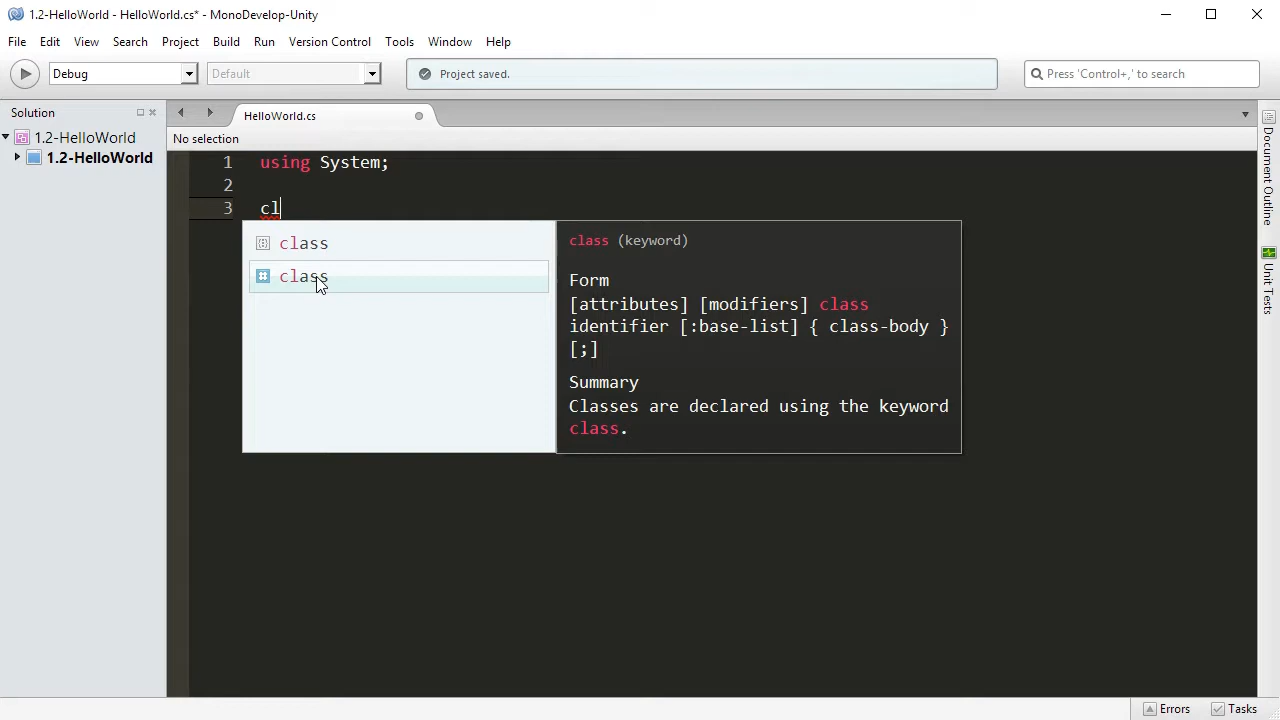 1.2-HelloWorld - HelloWorld.cs* - MonoDevelop-Unity
File Edit View Search Project Build Run Version Control Tools Window Help
Debug Default Project saved. Press 'Control+,' to search
Solution HelloWorld.cs
1.2-HelloWorld
1.2-HelloWorld
No selection
1 using System;
2
3 cl
class
class
class (keyword)
Form
[attributes] [modifiers] class
identifier [:base-list] { class-body }
[;]
Summary
Classes are declared using the keyword
class.
Document Outline
Unit Tests
Errors Tasks